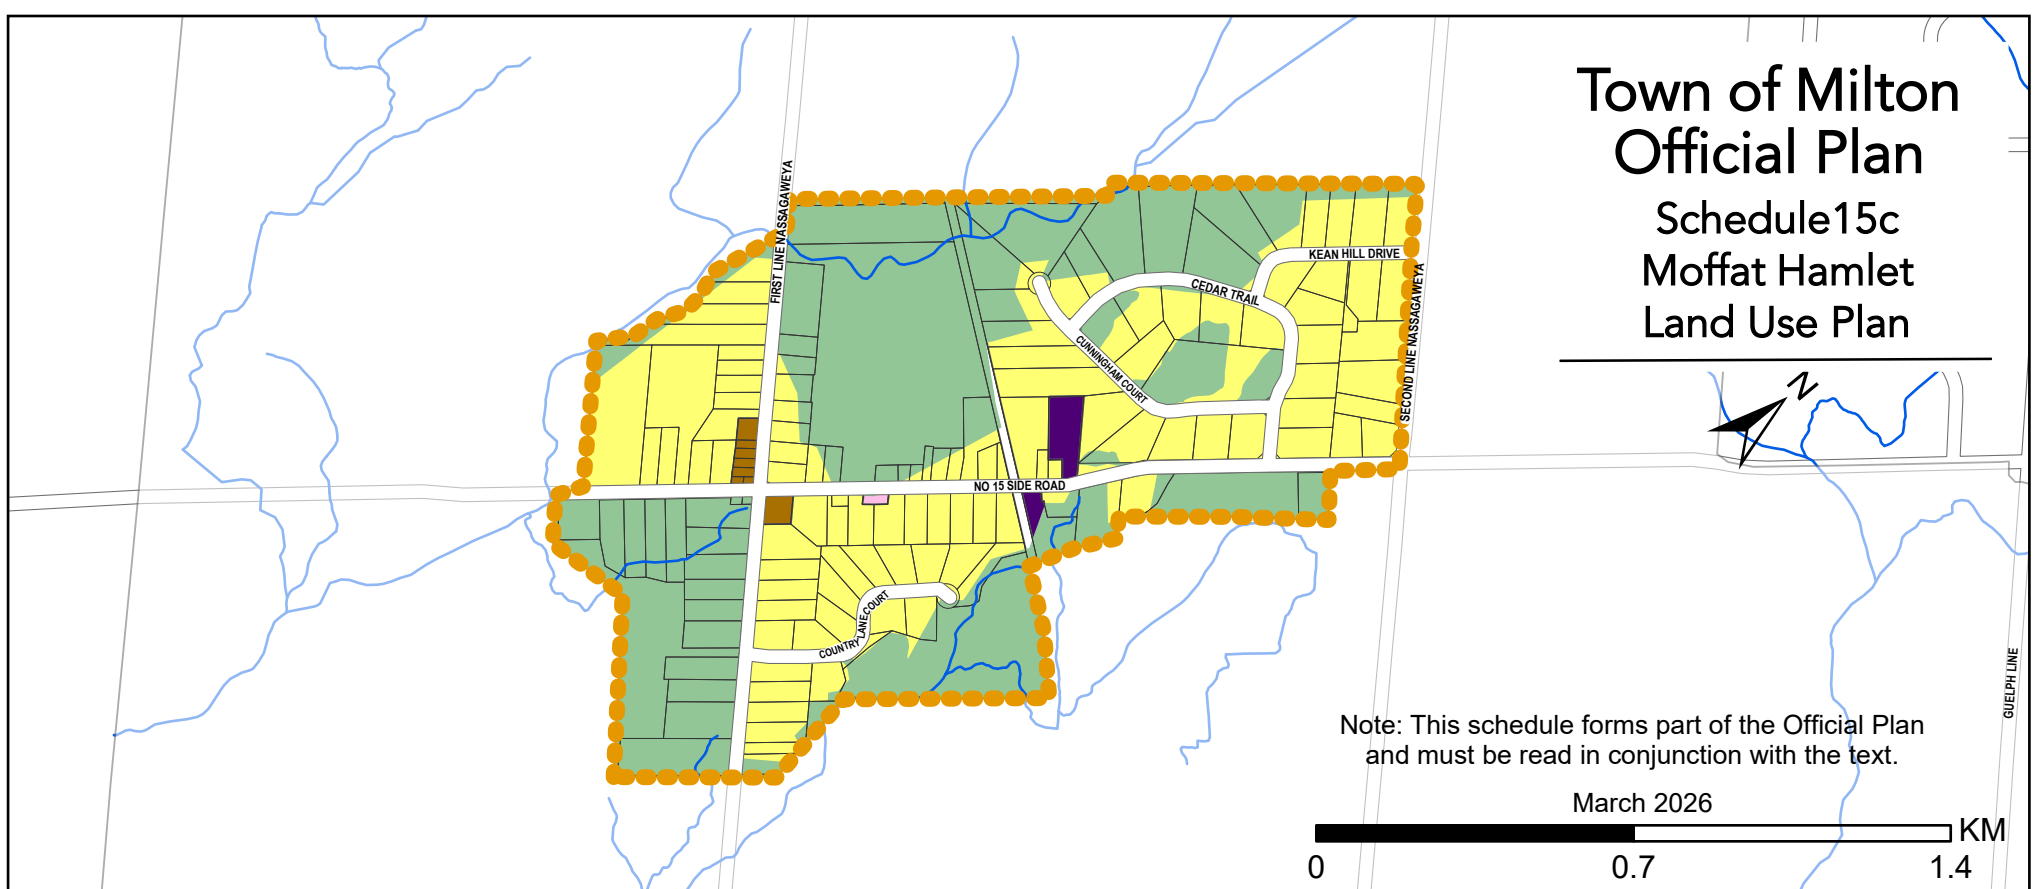 Town of Milton
Official Plan
Schedule15c
Moffat Hamlet
Land Use Plan
N
FIRST LINE NASSAGAWEYA
KEAN HILL DRIVE
CEDAR TRAIL
SECOND LINE NASSAGAWEYA
CUNNINGHAM COURT
NO 15 SIDE ROAD
COUNTRY LANE COURT
GUELPH LINE
Note: This schedule forms part of the Official Plan
and must be read in conjunction with the text.
March 2026
KM
0 0.7 1.4